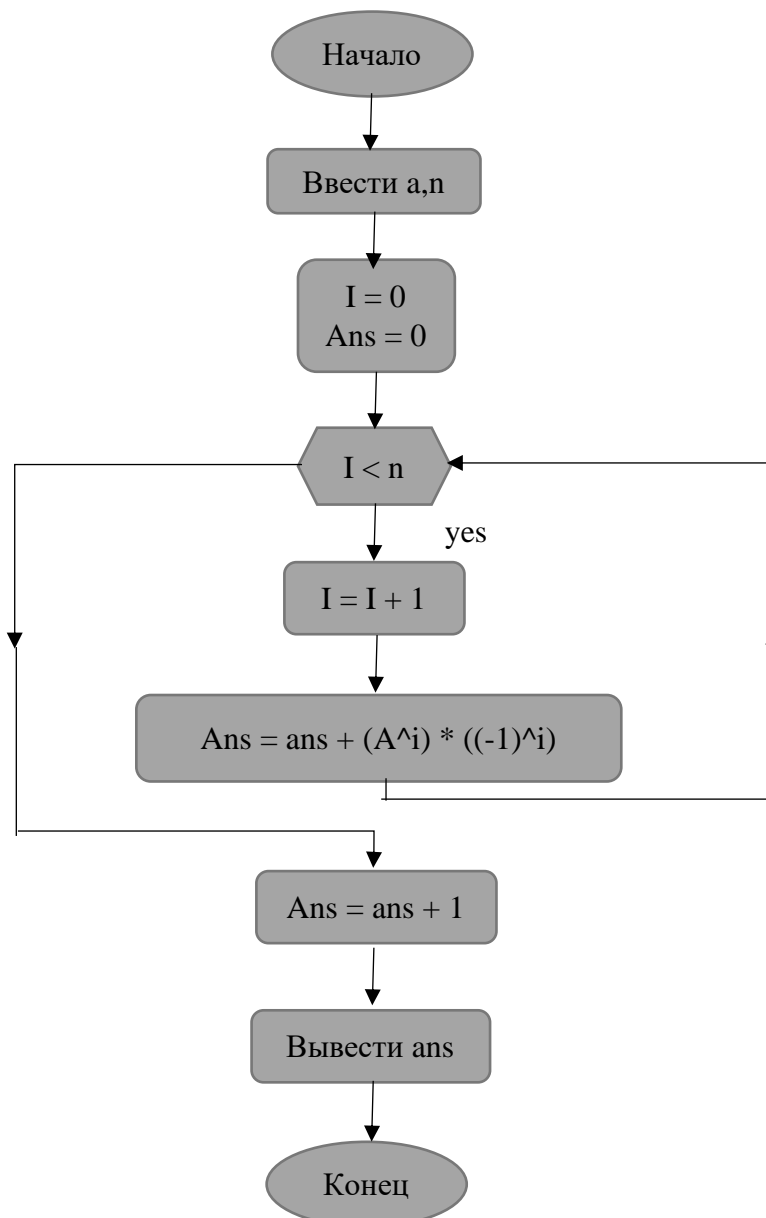 Начало
Ввести a,n
I = 0
Ans = 0
I < n
yes
I = I + 1
Ans = ans + (A^i) * ((-1)^i)
Ans = ans + 1
Вывести ans
Конец